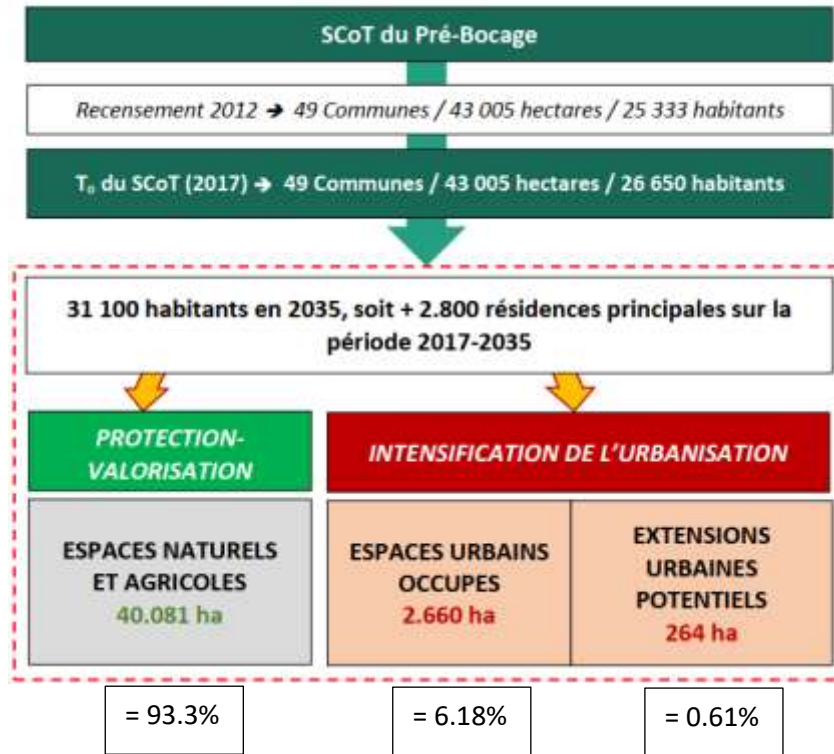 SCoT du Pré-Bocage
Recensement 2012 → 49 Communes / 43 005 hectares / 25 333 habitants
T₀ du SCoT (2017) → 49 Communes / 43 005 hectares / 26 650 habitants
31 100 habitants en 2035, soit + 2.800 résidences principales sur la
période 2017-2035
PROTECTION-
VALORISATION
INTENSIFICATION DE L'URBANISATION
ESPACES NATURELS
ET AGRICOLES
40.081 ha
ESPACES URBAINS
OCCUPES
2.660 ha
EXTENSIONS
URBAINES
POTENTIELS
264 ha
= 93.3%
= 6.18%
= 0.61%